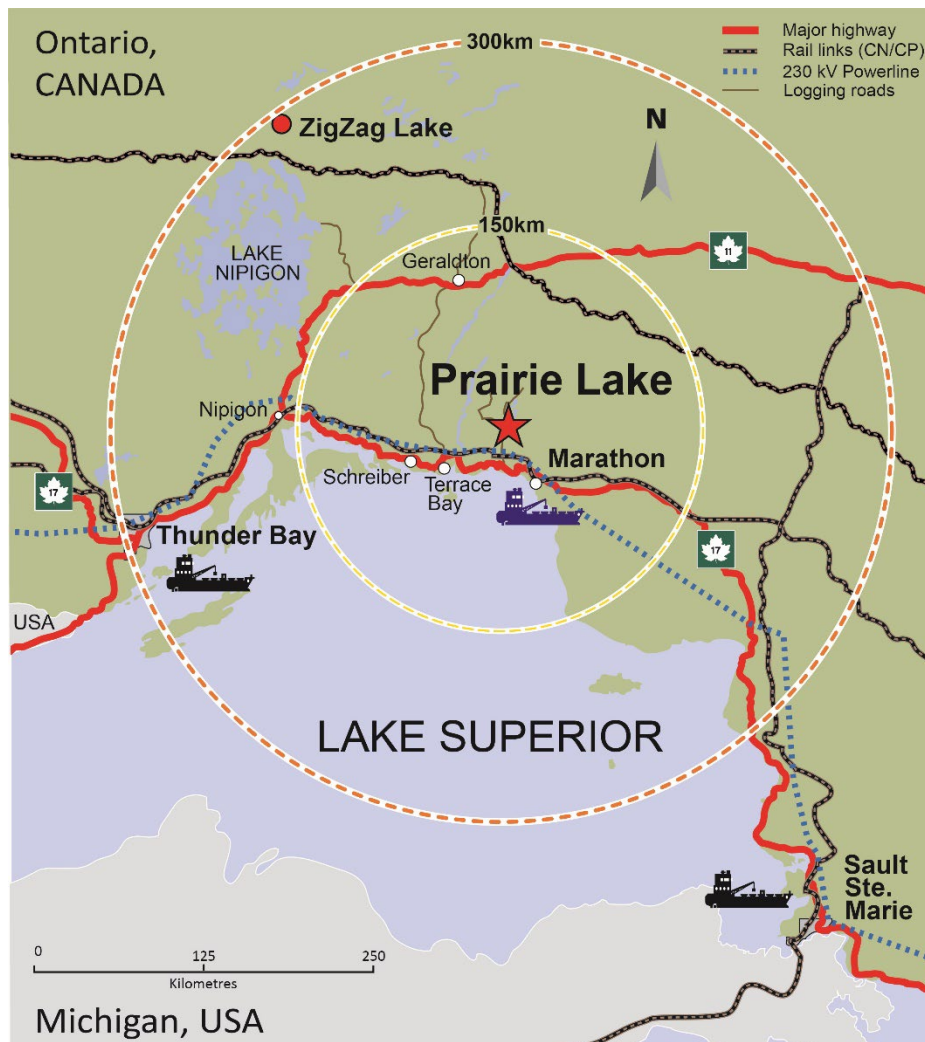 Ontario,
CANADA
300km
Major highway
Rail links (CN/CP)
230 kV Powerline
Logging roads
ZigZag Lake
N
150km
LAKE
NIPIGON
Geraldton
11
Prairie Lake
Nipigon
Schreiber
Terrace
Bay
Marathon
17
Thunder Bay
17
USA
LAKE SUPERIOR
Sault
Ste.
Marie
0
125
250
Kilometres
Michigan, USA